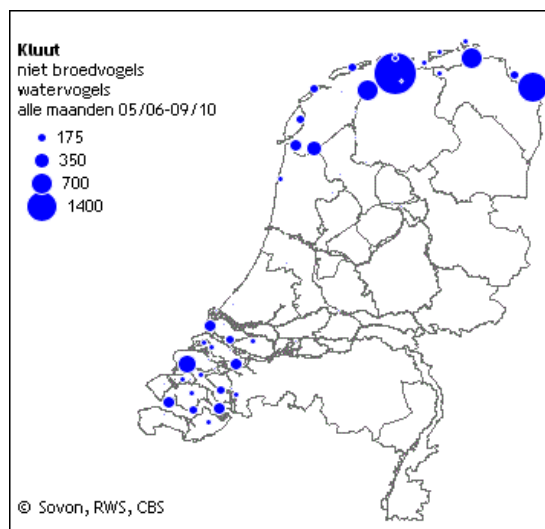 Kluut
niet broedvogels
watervogels
alle maanden 05/06-09/10
175
350
700
1400
© Sovon, RWS, CBS